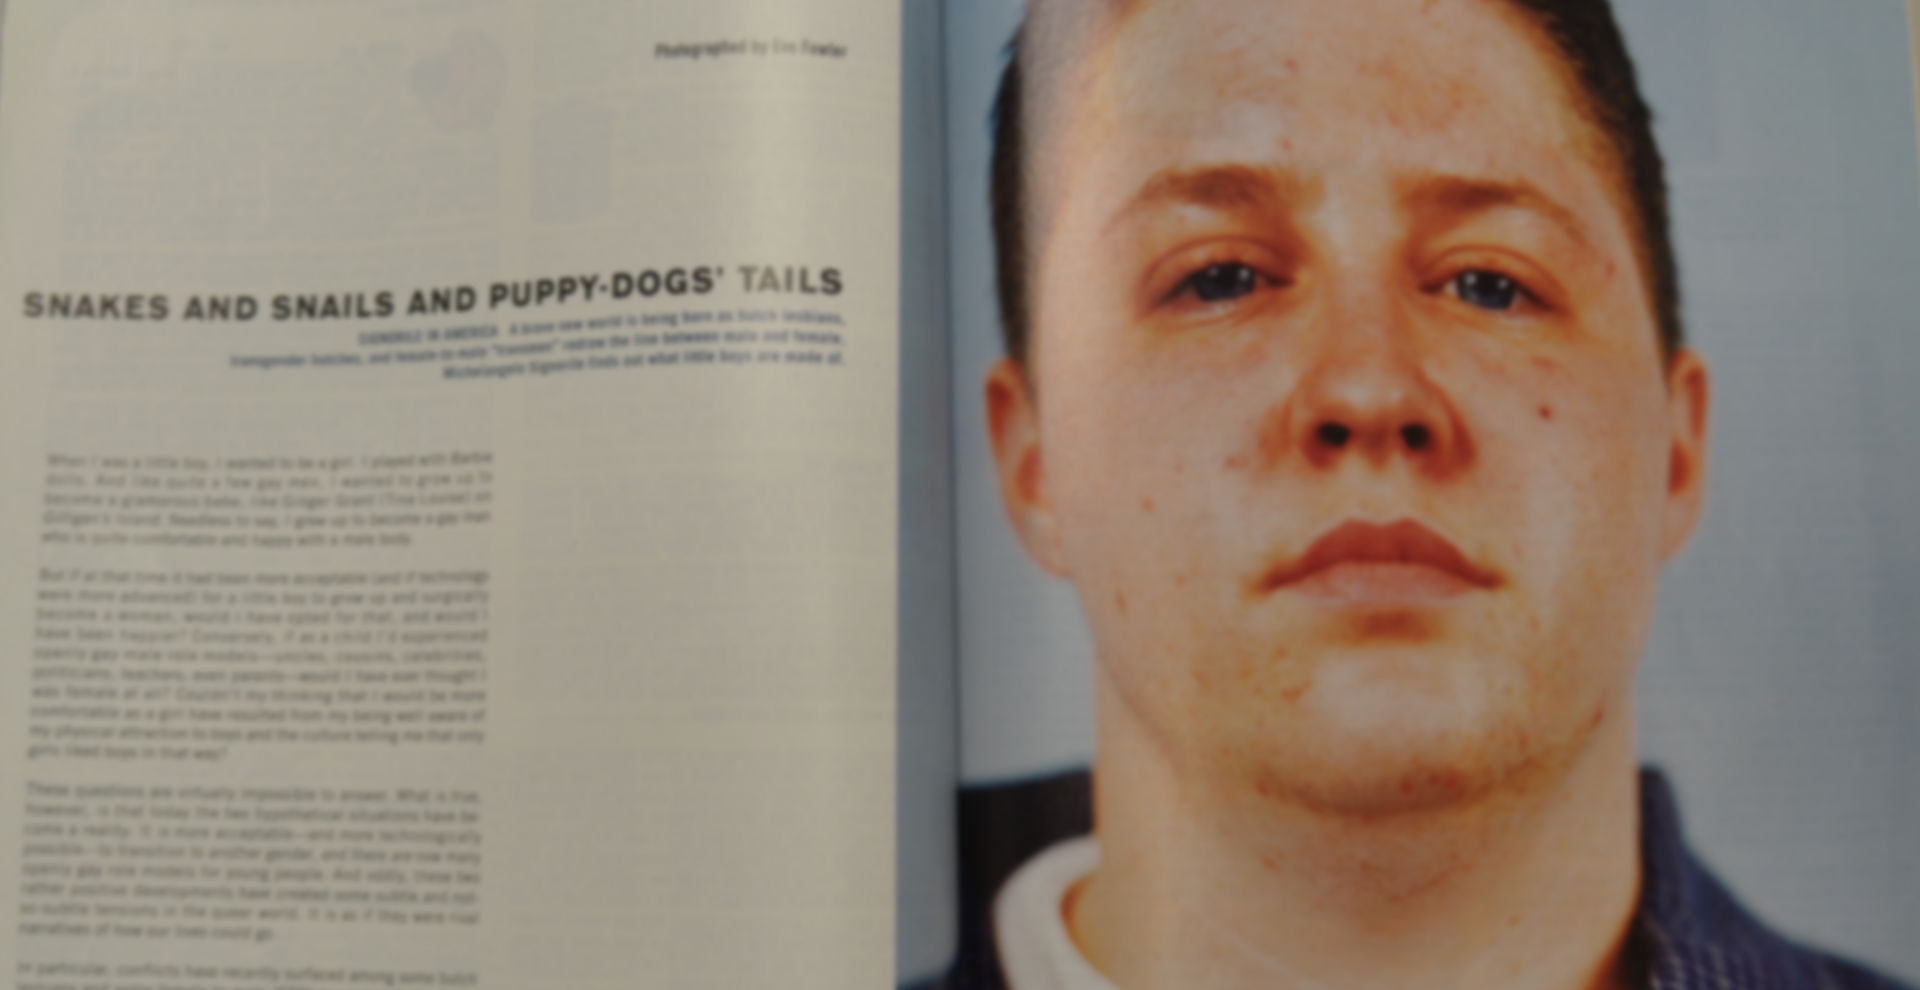 Photographed by Eve Fowler
SNAKES AND SNAILS AND PUPPY-DOGS' TAILS
SIGNORILE IN AMERICA A brave new world is being born as butch lesbians,
transgender butches, and female-to-male "transmen" redraw the line between male and female.
Michelangelo Signorile finds out what little boys are made of.
When I was a little boy, I wanted to be a girl. I played with Barbie
dolls. And like quite a few gay men, I wanted to grow up to
become a glamorous babe, like Ginger Grant (Tina Louise) on
Gilligan's Island. Needless to say, I grew up to become a gay man
who is quite comfortable and happy with a male body.
But if at that time it had been more acceptable (and if technology
were more advanced) for a little boy to grow up and surgically
become a woman, would I have opted for that, and would I
have been happier? Conversely, if as a child I'd experienced
openly gay male role models—uncles, cousins, celebrities,
politicians, teachers, even parents—would I have ever thought I
was female at all? Couldn't my thinking that I would be more
comfortable as a girl have resulted from my being well aware of
my physical attraction to boys and the culture telling me that only
girls liked boys in that way?
These questions are virtually impossible to answer. What is true,
however, is that today the two hypothetical situations have be-
come a reality. It is more acceptable—and more technologically
possible—to transition to another gender, and there are now many
openly gay role models for young people. And oddly, these two
rather positive developments have created some subtle and not-
so-subtle tensions in the queer world. It is as if they were rival
narratives of how our lives could go.
In particular, conflicts have recently surfaced among some butch